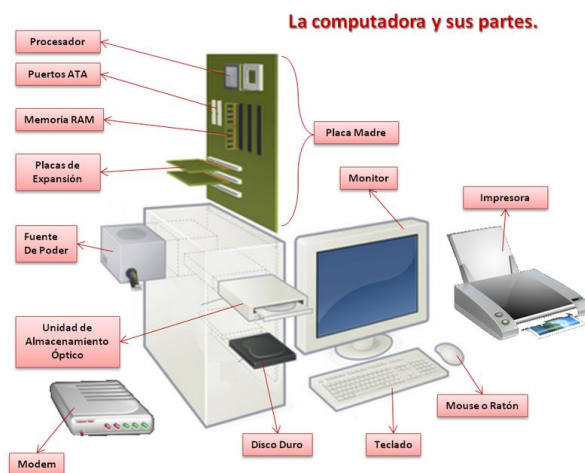 La computadora y sus partes.
Procesador
Puertos ATA
Memoria RAM
Placas de
Expansión
Placa Madre
Monitor
Impresora
Fuente
De Poder
Unidad de
Almacenamiento
Óptico
Modem
Disco Duro
Teclado
Mouse o Ratón